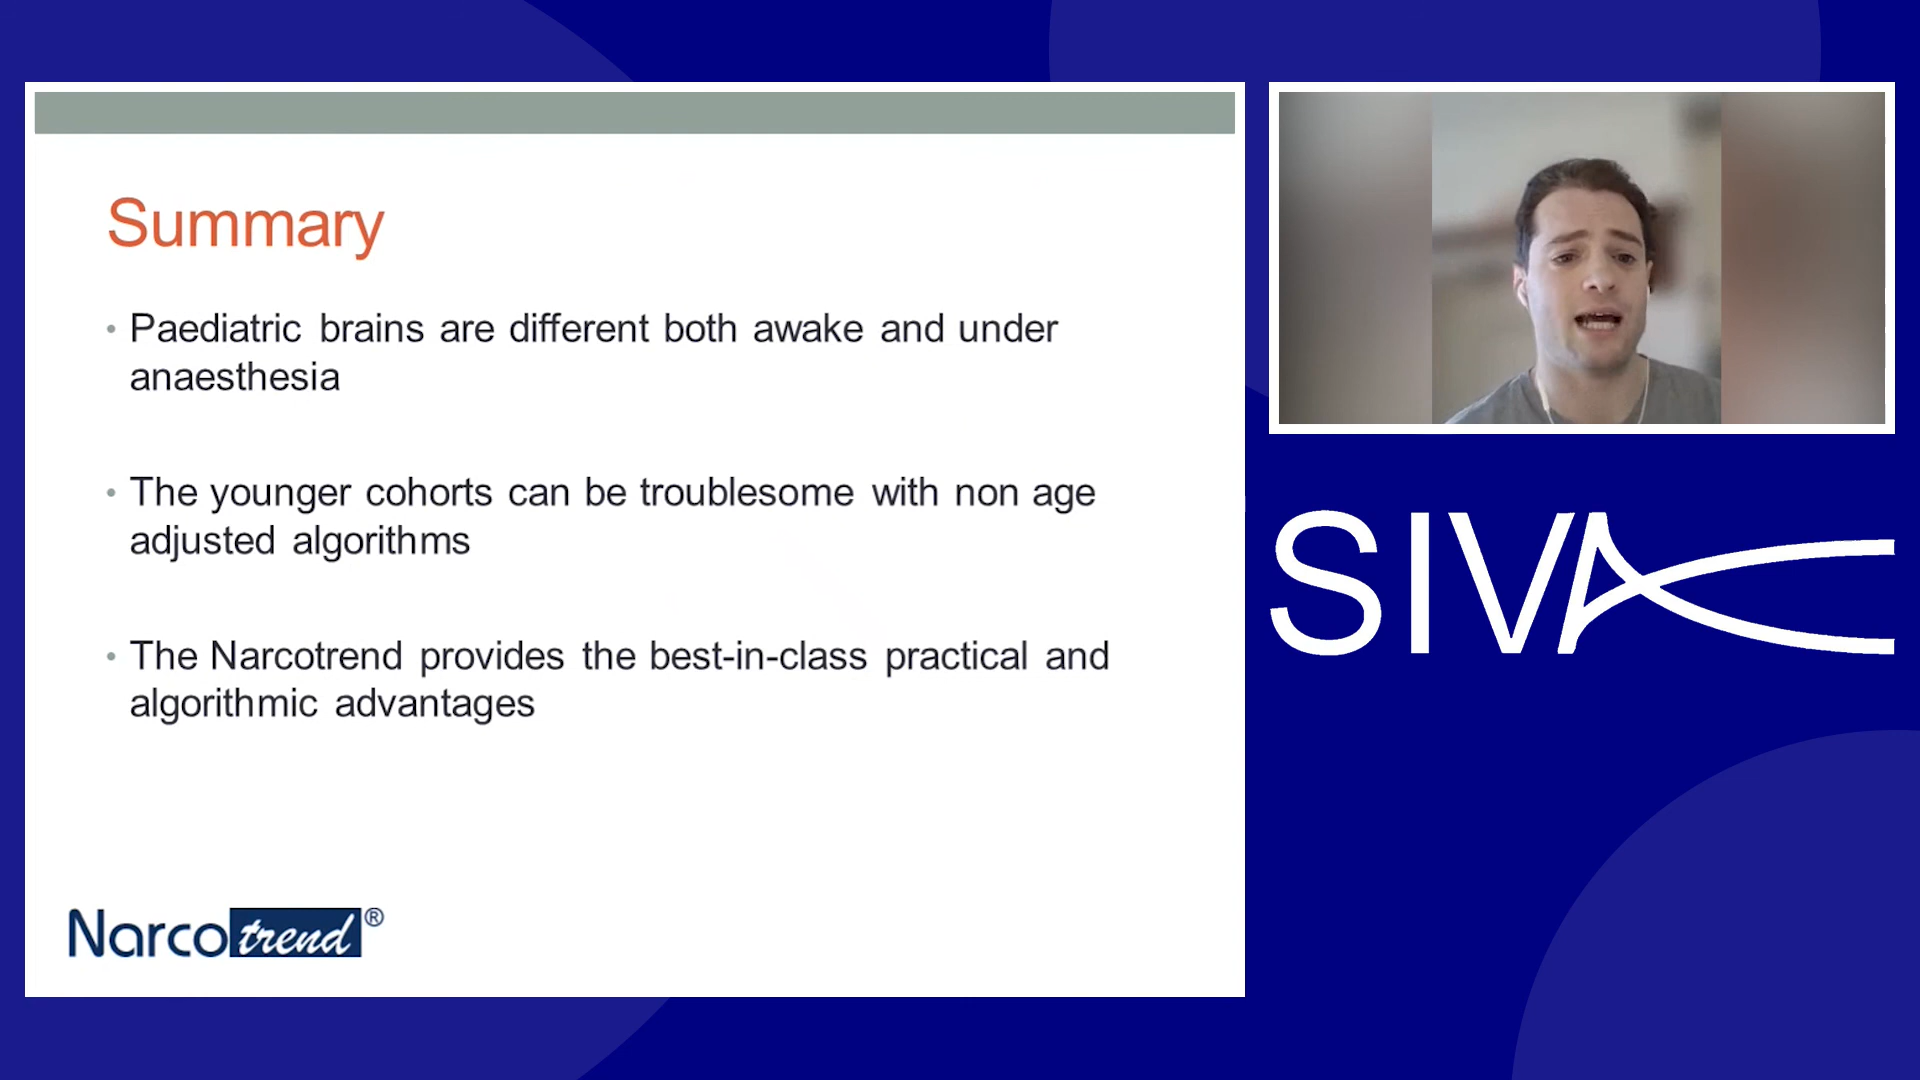 Summary
• Paediatric brains are different both awake and under
anaesthesia
• The younger cohorts can be troublesome with non age
adjusted algorithms
• The Narcotrend provides the best-in-class practical and
algorithmic advantages
Narcotrend®
SIVA